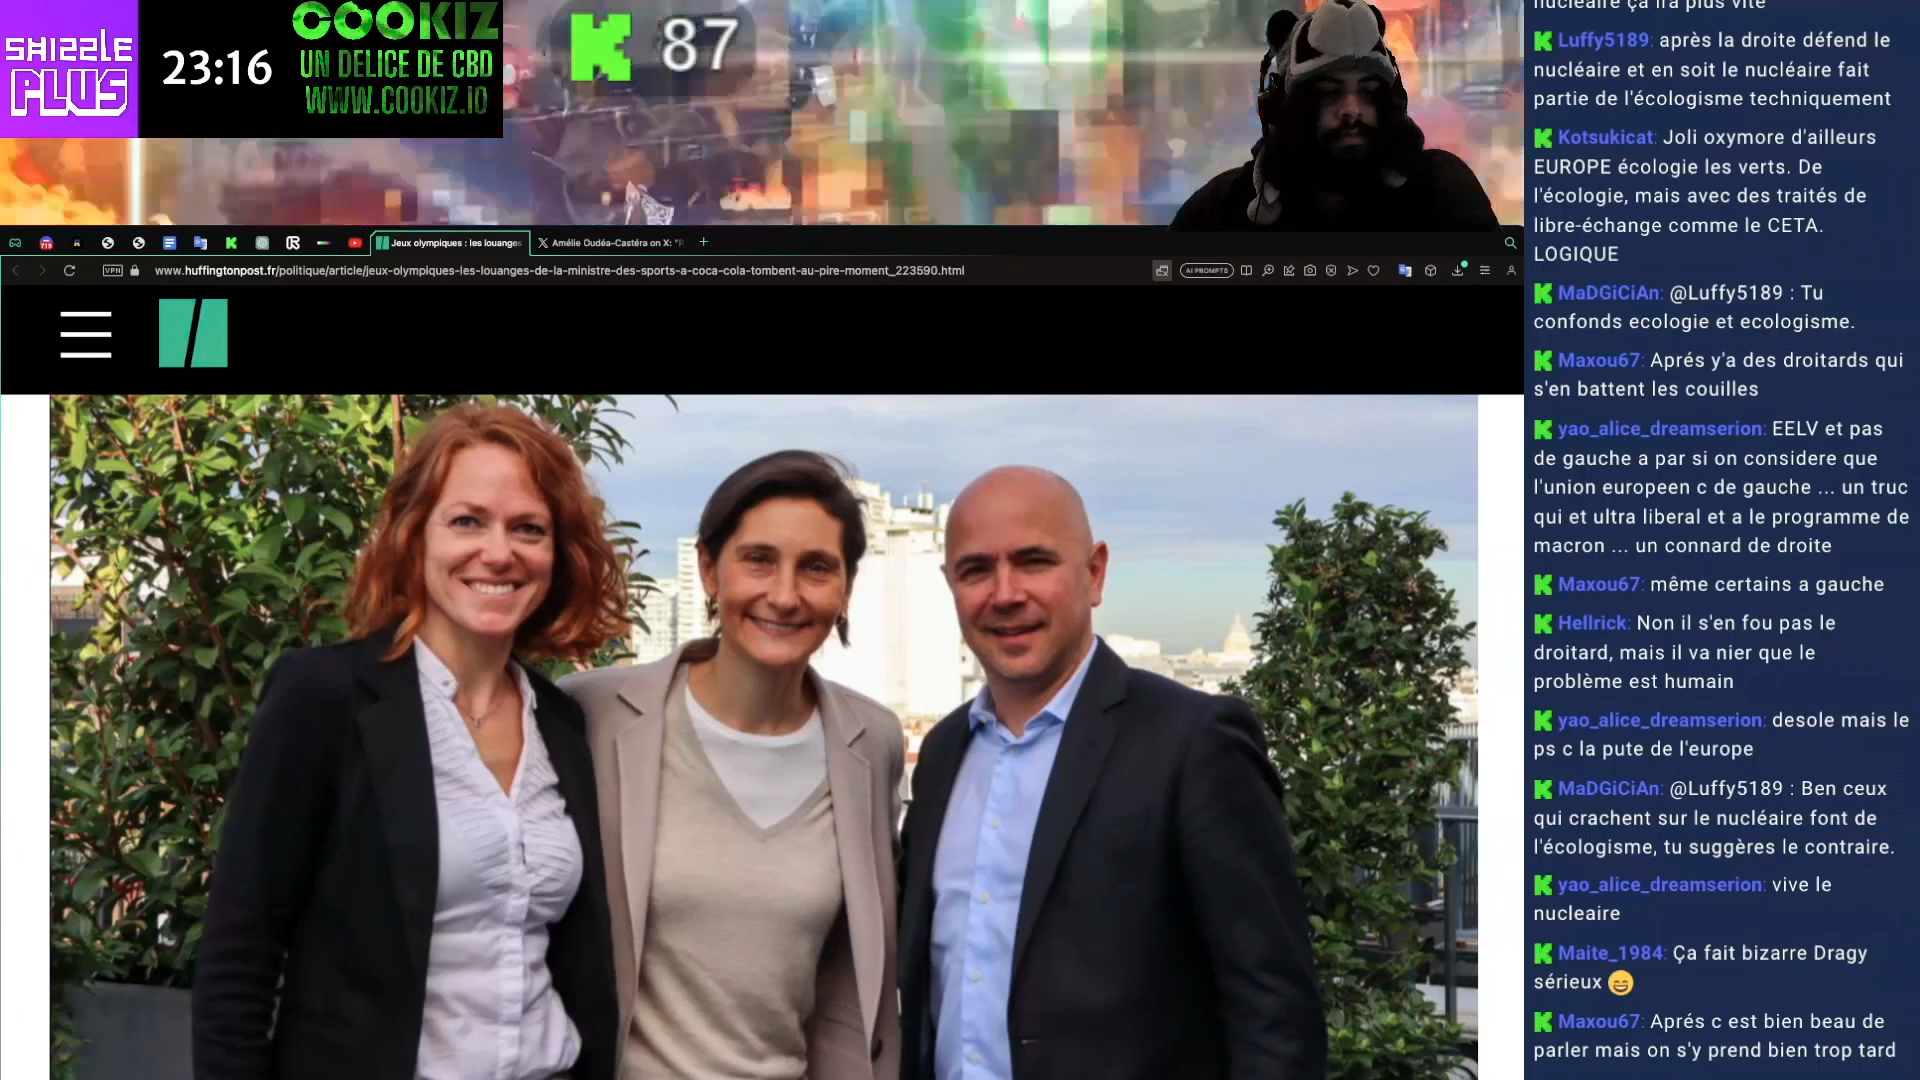 SHIZZLE
PLUS
23:16
COOKIZ
UN DELICE DE CBD
WWW.COOKIZ.IO
K 87
Jeux olympiques : les louanges
Amélie Oudéa-Castéra on X: "P
VPN
www.huffingtonpost.fr/politique/article/jeux-olympiques-les-louanges-de-la-ministre-des-sports-a-coca-cola-tombent-au-pire-moment_223590.html
AI PROMPTS
nucléaire ça ira plus vite
Luffy5189: après la droite défend le
nucléaire et en soit le nucléaire fait
partie de l'écologisme techniquement
Kotsukicat: Joli oxymore d'ailleurs
EUROPE écologie les verts. De
l'écologie, mais avec des traités de
libre-échange comme le CETA.
LOGIQUE
MaDGiCiAn: @Luffy5189 : Tu
confonds ecologie et ecologisme.
Maxou67: Aprés y'a des droitards qui
s'en battent les couilles
yao_alice_dreamserion: EELV et pas
de gauche a par si on considere que
l'union europeen c de gauche ... un truc
qui et ultra liberal et a le programme de
macron ... un connard de droite
Maxou67: même certains a gauche
Hellrick: Non il s'en fou pas le
droitard, mais il va nier que le
problème est humain
yao_alice_dreamserion: desole mais le
ps c la pute de l'europe
MaDGiCiAn: @Luffy5189 : Ben ceux
qui crachent sur le nucléaire font de
l'écologisme, tu suggères le contraire.
yao_alice_dreamserion: vive le
nucleaire
Maite_1984: Ça fait bizarre Dragy
sérieux 😄
Maxou67: Aprés c est bien beau de
parler mais on s'y prend bien trop tard